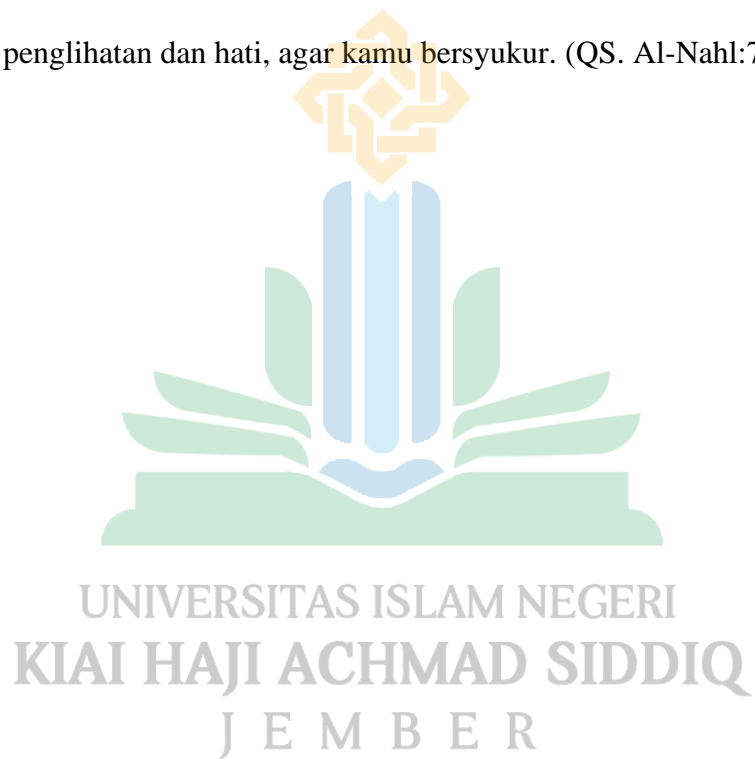 penglihatan dan hati, agar kamu bersyukur. (QS. Al-Nahl:7
UNIVERSITAS ISLAM NEGERI
KIAI HAJI ACHMAD SIDDIQ
J E M B E R